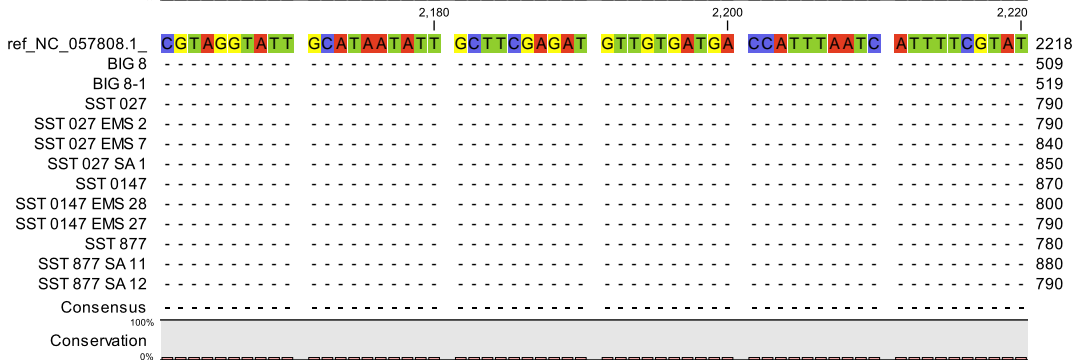 2,180 2,200 2,220
ref_NC_057808.1_ CGTAGGTATT GCATAATATT GCTTCGAGAT GTTGTGATGA CCATTTAATC ATTTTCGTAT 2218
BIG 8 - - - - - - - - - - - - - - - - - - - - - - - - - - - - - - - - - - - - - - - - - - - - - - - - - - - - - - - - - - - - 509
BIG 8-1 - - - - - - - - - - - - - - - - - - - - - - - - - - - - - - - - - - - - - - - - - - - - - - - - - - - - - - - - - - - - 519
SST 027 - - - - - - - - - - - - - - - - - - - - - - - - - - - - - - - - - - - - - - - - - - - - - - - - - - - - - - - - - - - - 790
SST 027 EMS 2 - - - - - - - - - - - - - - - - - - - - - - - - - - - - - - - - - - - - - - - - - - - - - - - - - - - - - - - - - - - - 790
SST 027 EMS 7 - - - - - - - - - - - - - - - - - - - - - - - - - - - - - - - - - - - - - - - - - - - - - - - - - - - - - - - - - - - - 840
SST 027 SA 1 - - - - - - - - - - - - - - - - - - - - - - - - - - - - - - - - - - - - - - - - - - - - - - - - - - - - - - - - - - - - 850
SST 0147 - - - - - - - - - - - - - - - - - - - - - - - - - - - - - - - - - - - - - - - - - - - - - - - - - - - - - - - - - - - - 870
SST 0147 EMS 28 - - - - - - - - - - - - - - - - - - - - - - - - - - - - - - - - - - - - - - - - - - - - - - - - - - - - - - - - - - - - 800
SST 0147 EMS 27 - - - - - - - - - - - - - - - - - - - - - - - - - - - - - - - - - - - - - - - - - - - - - - - - - - - - - - - - - - - - 790
SST 877 - - - - - - - - - - - - - - - - - - - - - - - - - - - - - - - - - - - - - - - - - - - - - - - - - - - - - - - - - - - - 780
SST 877 SA 11 - - - - - - - - - - - - - - - - - - - - - - - - - - - - - - - - - - - - - - - - - - - - - - - - - - - - - - - - - - - - 880
SST 877 SA 12 - - - - - - - - - - - - - - - - - - - - - - - - - - - - - - - - - - - - - - - - - - - - - - - - - - - - - - - - - - - - 790
Consensus - - - - - - - - - - - - - - - - - - - - - - - - - - - - - - - - - - - - - - - - - - - - - - - - - - - - - - - - - - - -
100%
Conservation
0%